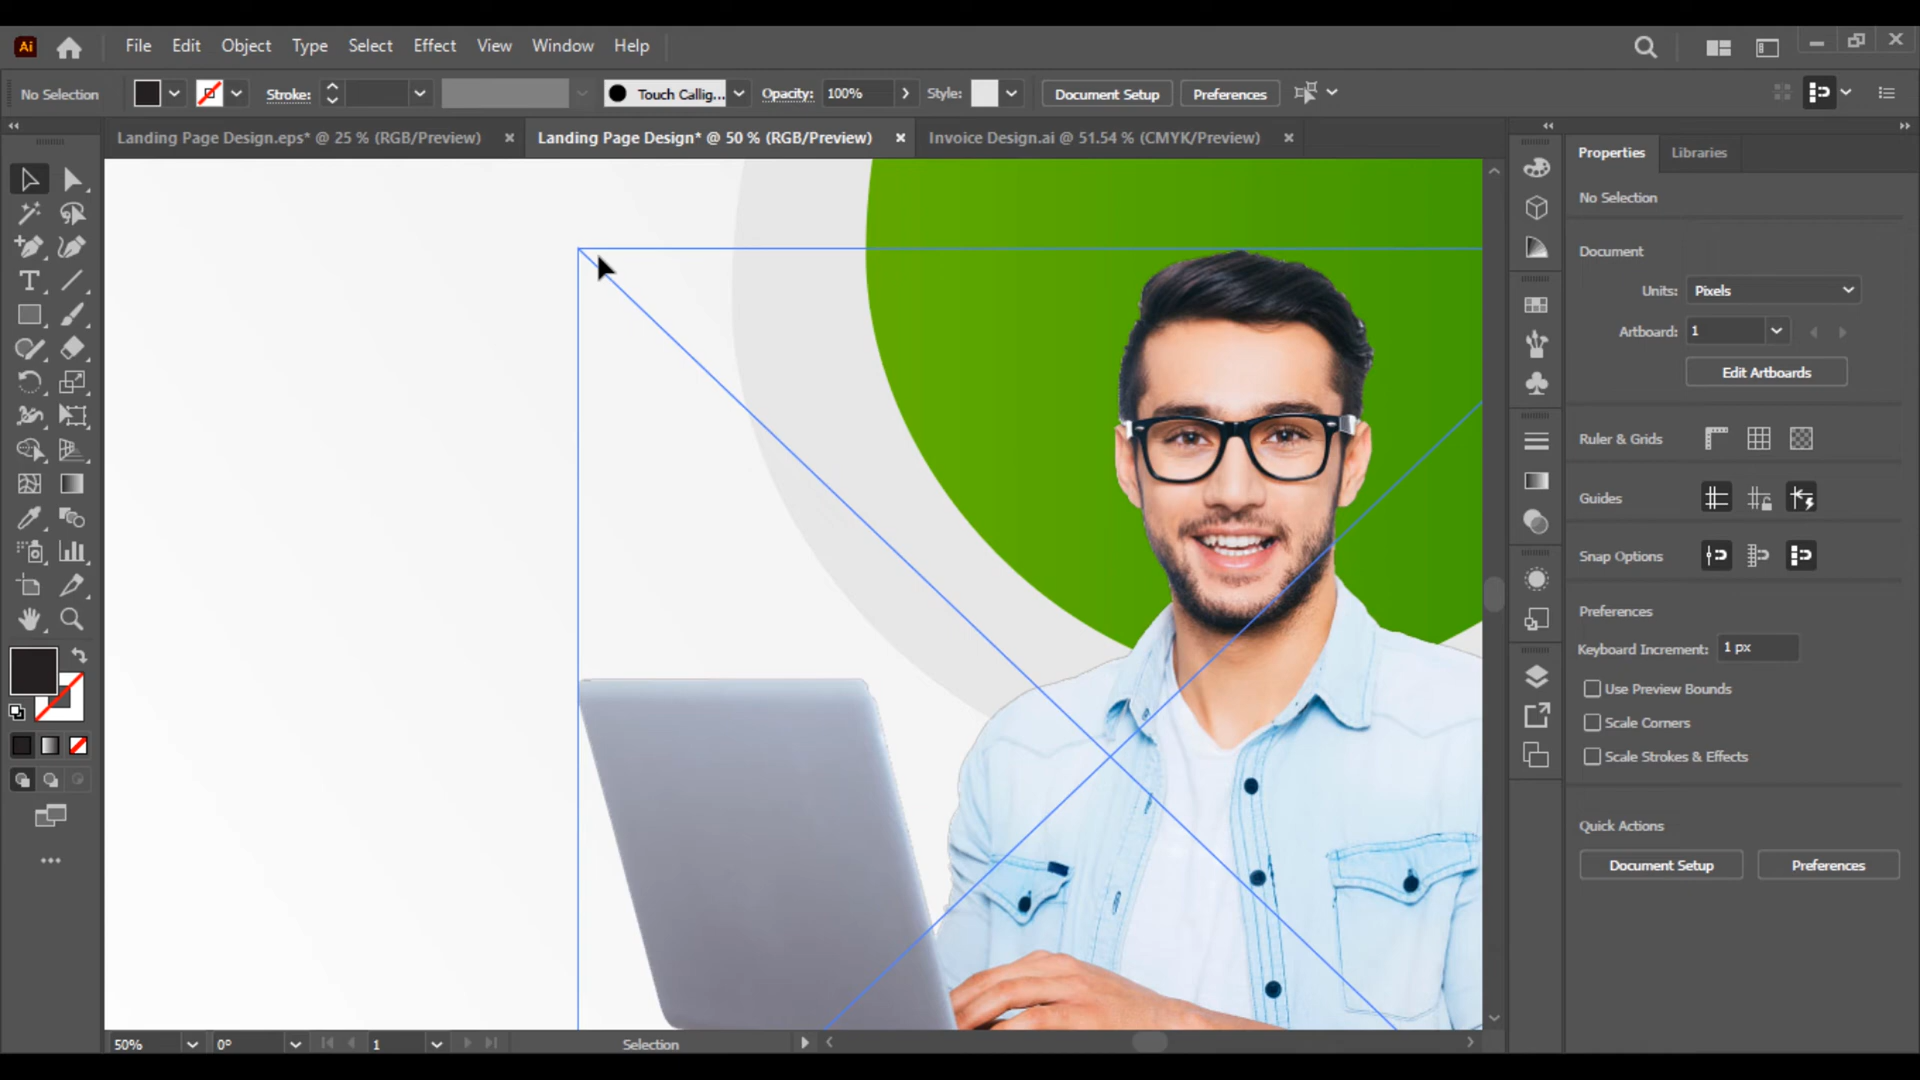 Ai File Edit Object Type Select Effect View Window Help
No Selection Stroke: Touch Callig... Opacity: 100% Style: Document Setup Preferences
Landing Page Design.eps* @ 25 % (RGB/Preview) Landing Page Design* @ 50 % (RGB/Preview) Invoice Design.ai @ 51.54 % (CMYK/Preview)
Properties Libraries
No Selection
Document
Units: Pixels
Artboard: 1
Edit Artboards
Ruler & Grids
Guides
Snap Options
Preferences
Keyboard Increment: 1 px
Use Preview Bounds
Scale Corners
Scale Strokes & Effects
Quick Actions
Document Setup Preferences
50% 0° 1 Selection